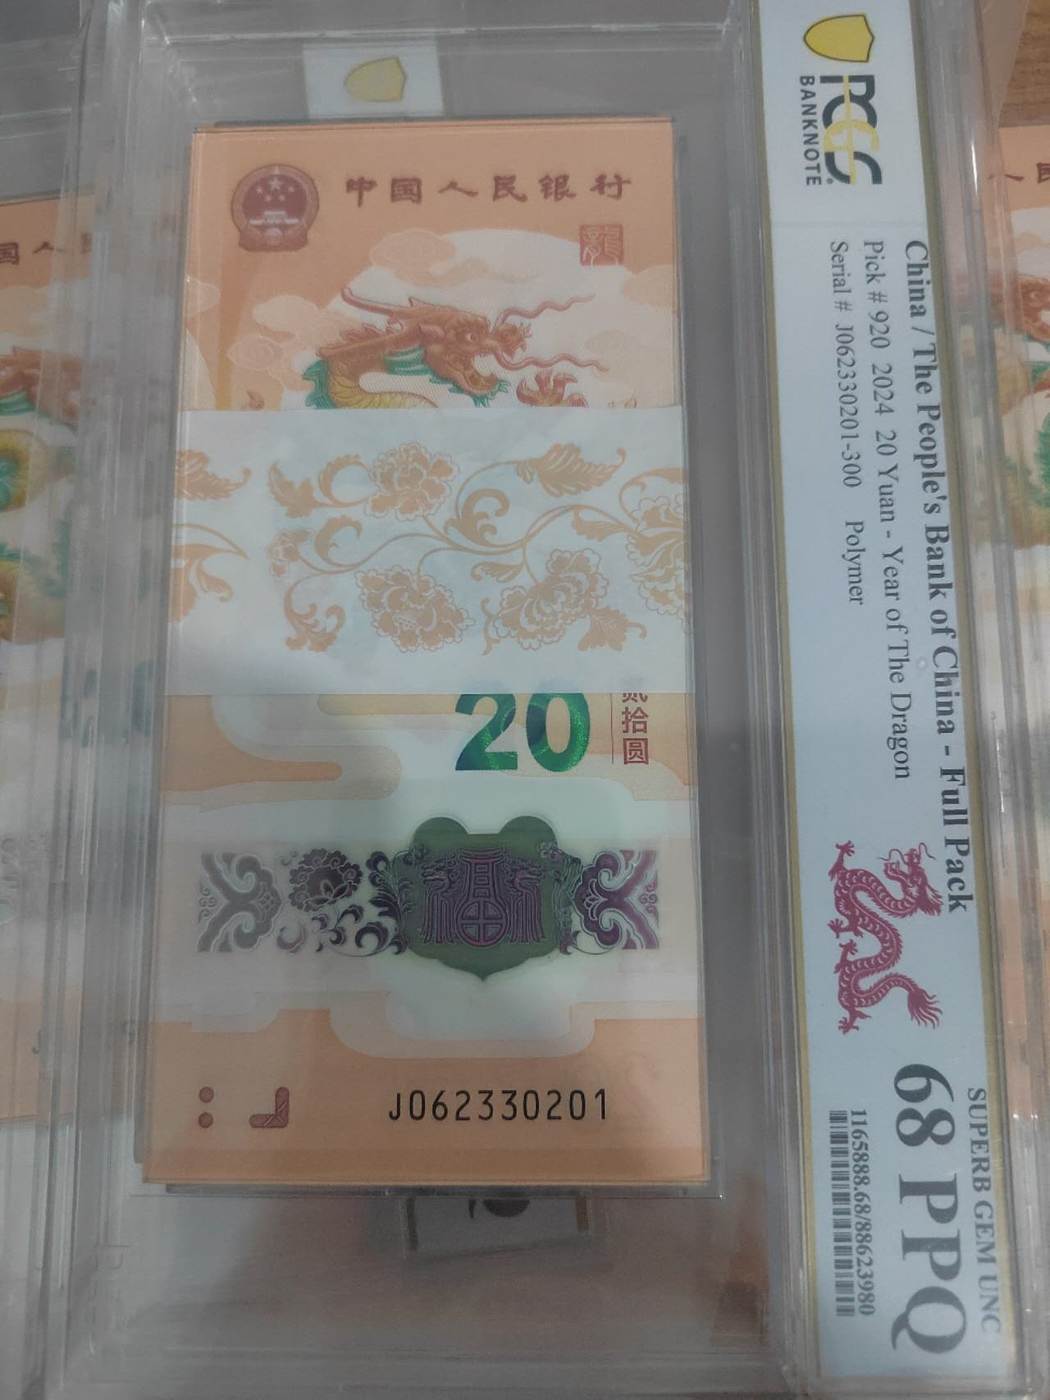 中国人民银行
龍
20
贰拾圆
J062330201
PCGS
BANKNOTE
China / The People's Bank of China - Full Pack
Pick # 920 2024 20 Yuan - Year of The Dragon
Serial # J062330201-300 Polymer
SUPERB GEM UNC
68 PPQ
1165888.68/88623980